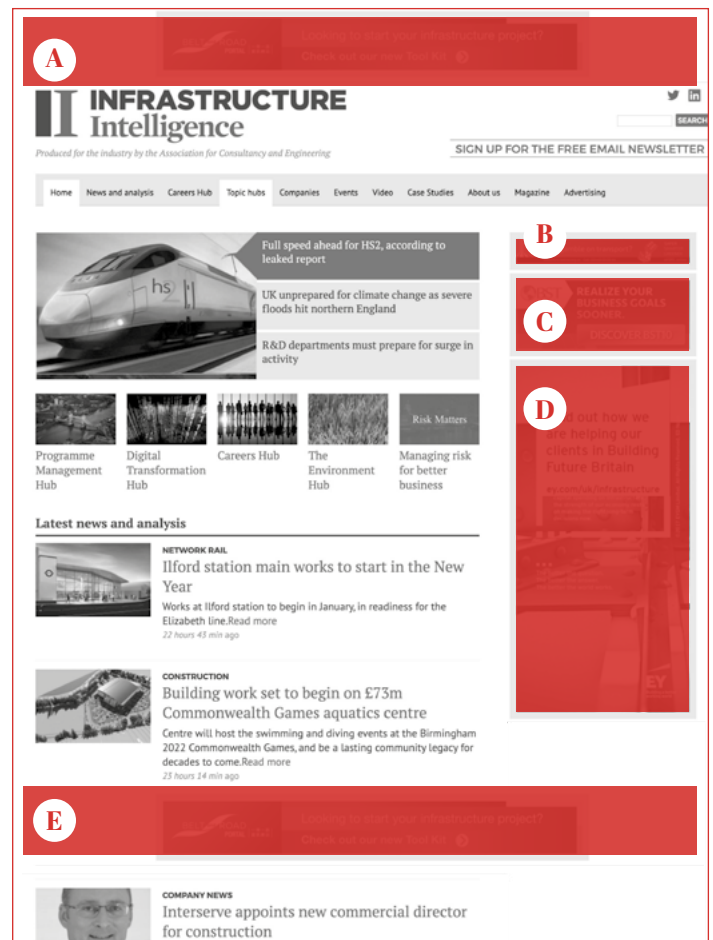 Looking to start your infrastructure project?
Check out our new Tool Kit
A
INFRASTRUCTURE
Intelligence
Produced for the industry by the Association for Consultancy and Engineering
SEARCH
SIGN UP FOR THE FREE EMAIL NEWSLETTER
Home News and analysis Careers Hub Topic hubs Companies Events Video Case Studies About us Magazine Advertising
hs2
Full speed ahead for HS2, according to
leaked report
UK unprepared for climate change as severe
floods hit northern England
R&D departments must prepare for surge in
activity
B
REALIZE YOUR
BUSINESS GOALS
SOONER.
C
D
out how we
are helping our
clients in Building
Future Britain
ey.com/uk/infrastructure
EY
Risk Matters
Programme
Management
Hub
Digital
Transformation
Hub
Careers Hub
The
Environment
Hub
Managing risk
for better
business
Latest news and analysis
NETWORK RAIL
Ilford station main works to start in the New
Year
Works at Ilford station to begin in January, in readiness for the
Elizabeth line.Read more
22 hours 43 min ago
CONSTRUCTION
Building work set to begin on £73m
Commonwealth Games aquatics centre
Centre will host the swimming and diving events at the Birmingham
2022 Commonwealth Games, and be a lasting community legacy for
decades to come.Read more
23 hours 14 min ago
E
Looking to start your infrastructure project?
Check out our new Tool Kit
COMPANY NEWS
Interserve appoints new commercial director
for construction